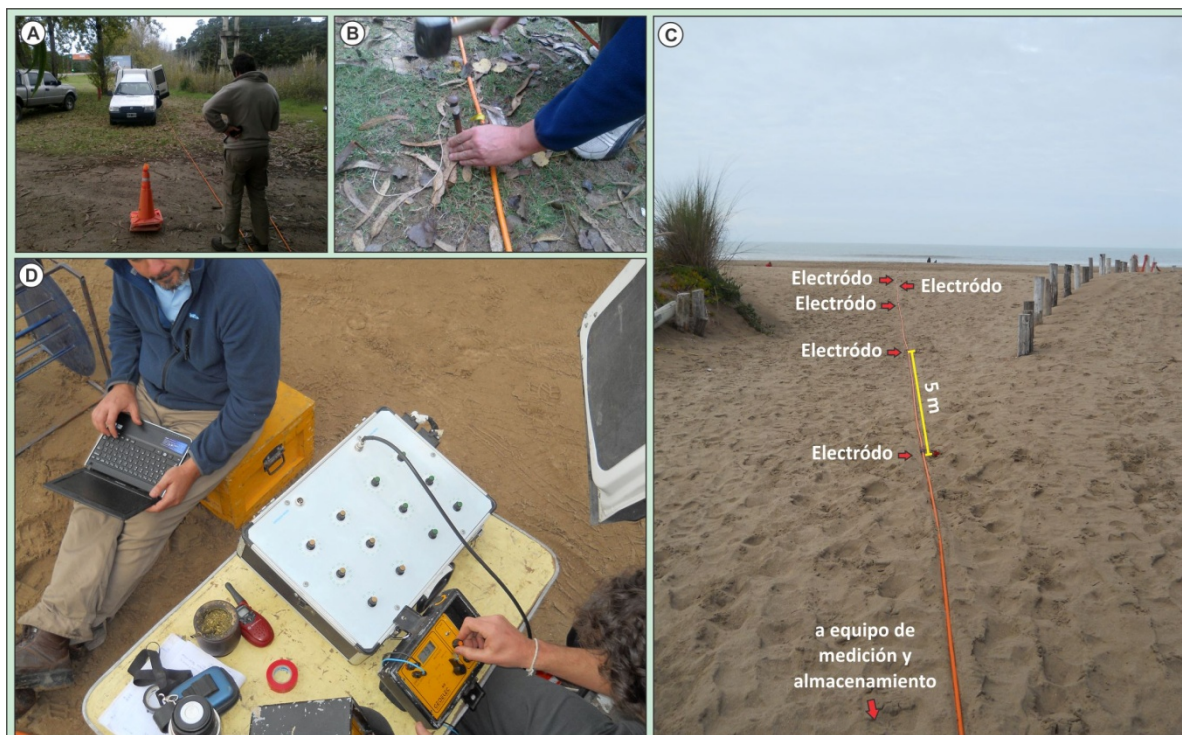 A
B
C
D
Electródo
Electródo
Electródo
Electródo
5 m
Electródo
a equipo de
medición y
almacenamiento